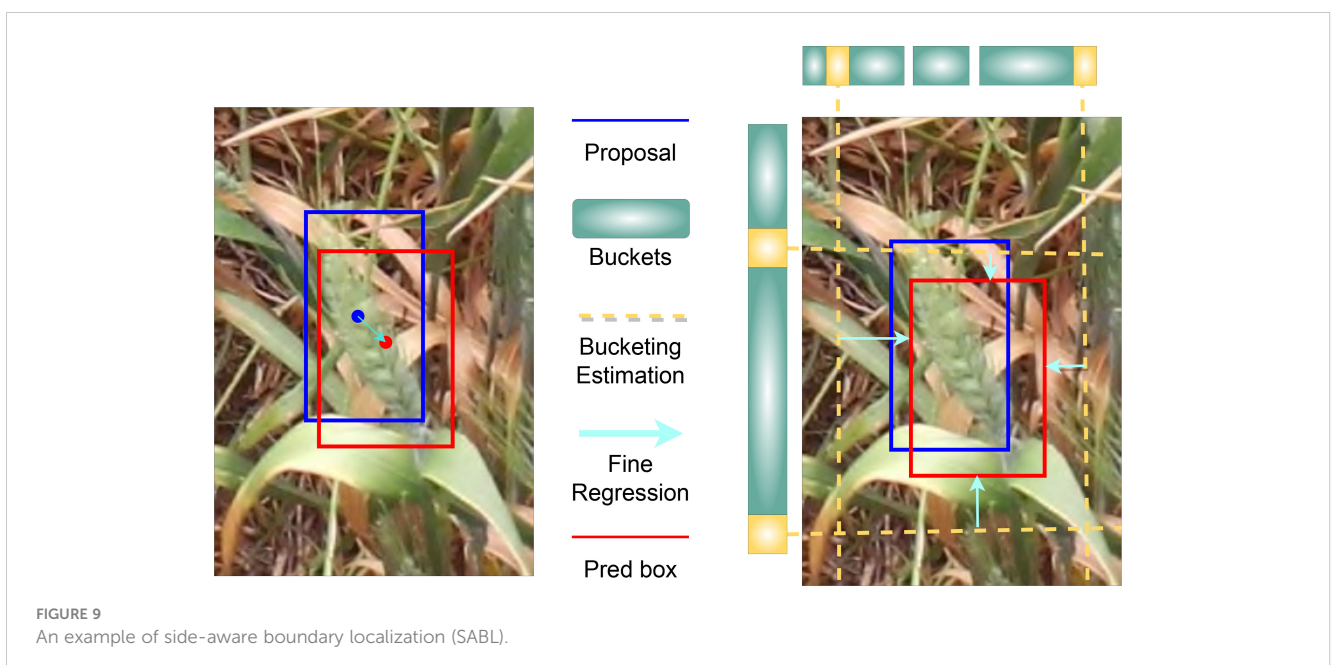 Proposal
Buckets
Bucketing
Estimation
Fine
Regression
Pred box
FIGURE 9
An example of side-aware boundary localization (SABL).